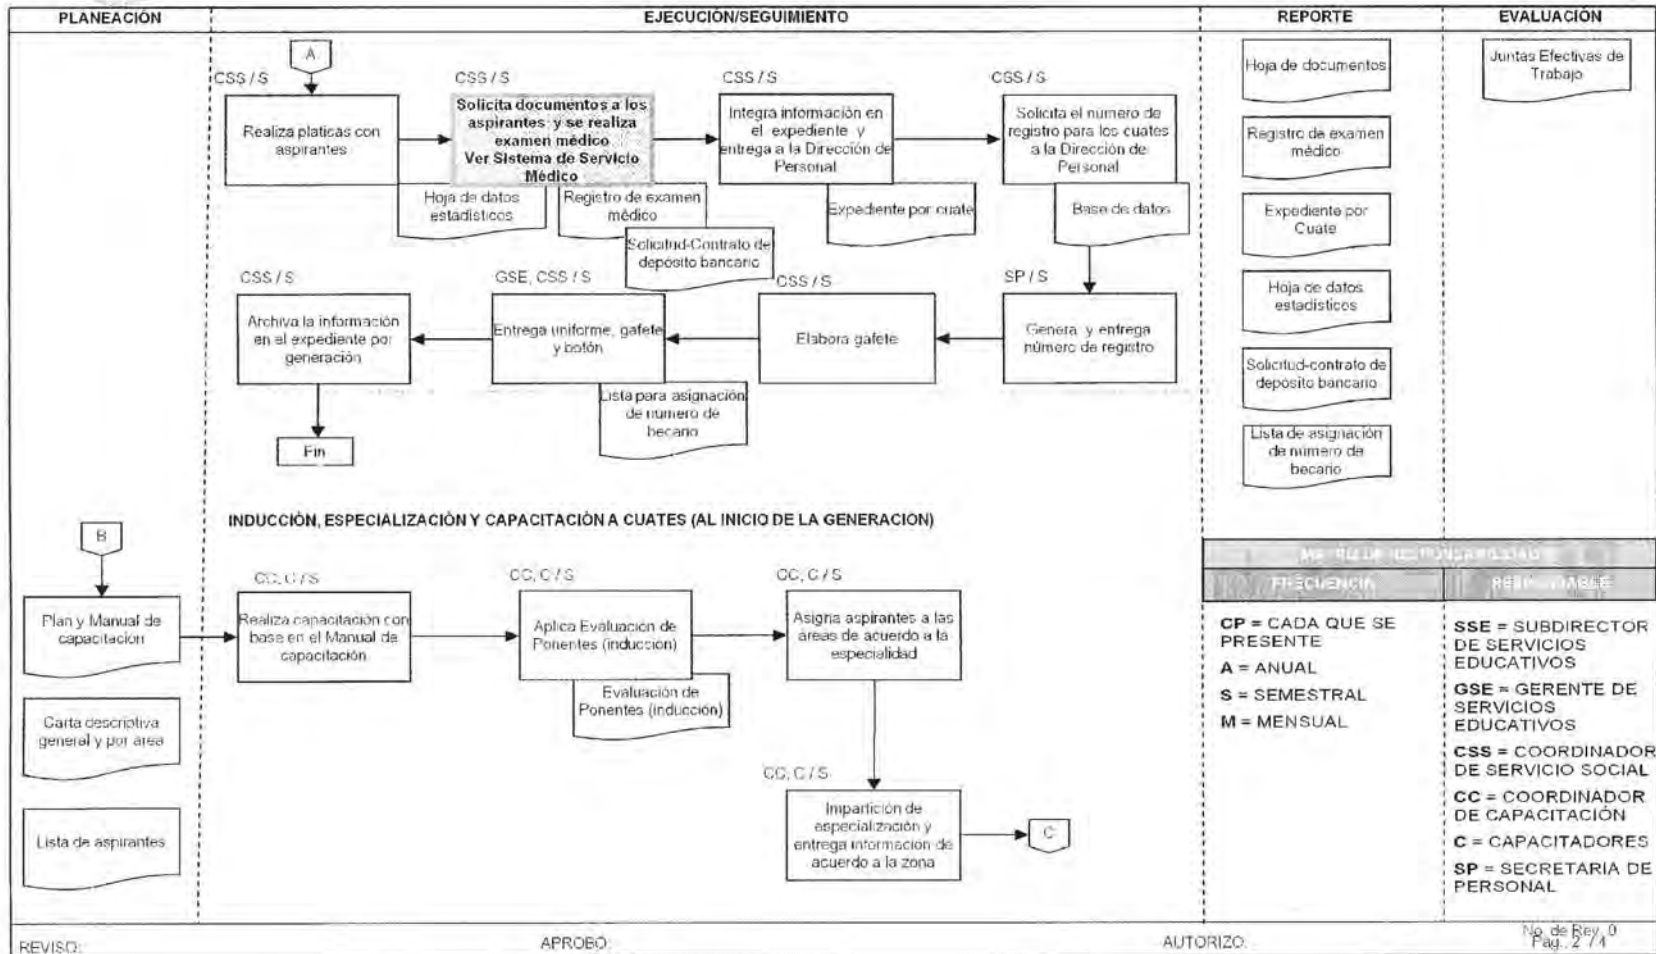 PLANEACIÓN
EJECUCIÓN/SEGUIMIENTO
REPORTE
EVALUACIÓN
A
CSS / S
Realiza platicas con
aspirantes
CSS / S
Solicita documentos a los
aspirantes y se realiza
examen médico
Ver Sistema de Servicio
Médico
Hoja de datos
estadísticos
Registro de examen
médico
Solicitud-Contrato de
depósito bancario
CSS / S
Integra información en
el expediente y
entrega a la Dirección de
Personal
Expediente por cuate
CSS / S
Solicita el numero de
registro para los cuates
a la Dirección de
Personal
Base de datos
SP / S
Genera y entrega
número de registro
CSS / S
Elabora gafete
GSE, CSS / S
Entrega uniforme, gafete
y botón
Lista para asignación
de número de
becario
CSS / S
Archiva la información
en el expediente por
generación
Fin
Hoja de documentos
Registro de examen
médico
Expediente por
Cuate
Hoja de datos
estadísticos
Solicitud-contrato de
depósito bancario
Lista de asignación
de número de
becario
Juntas Efectivas de
Trabajo
INDUCCIÓN, ESPECIALIZACIÓN Y CAPACITACIÓN A CUATES (AL INICIO DE LA GENERACIÓN)
B
Plan y Manual de
capacitación
Carta descriptiva
general y por área
Lista de aspirantes
CC, C / S
Realiza capacitación con
base en el Manual de
capacitación
CC, C / S
Aplica Evaluación de
Ponentes (inducción)
Evaluación de
Ponentes (inducción)
CC, C / S
Asigna aspirantes a las
áreas de acuerdo a la
especialidad
CC, C / S
Impartición de
especialización y
entrega información de
acuerdo a la zona
C
MATRIZ DE RESPONSABILIDAD
FRECUENCIA
RESPONSABLE
CP = CADA QUE SE
PRESENTE
A = ANUAL
S = SEMESTRAL
M = MENSUAL
SSE = SUBDIRECTOR
DE SERVICIOS
EDUCATIVOS
GSE = GERENTE DE
SERVICIOS
EDUCATIVOS
CSS = COORDINADOR
DE SERVICIO SOCIAL
CC = COORDINADOR
DE CAPACITACIÓN
C = CAPACITADORES
SP = SECRETARIA DE
PERSONAL
REVISO:
APROBÓ:
AUTORIZO:
No. de Rev. 0
Pág. 2 / 4